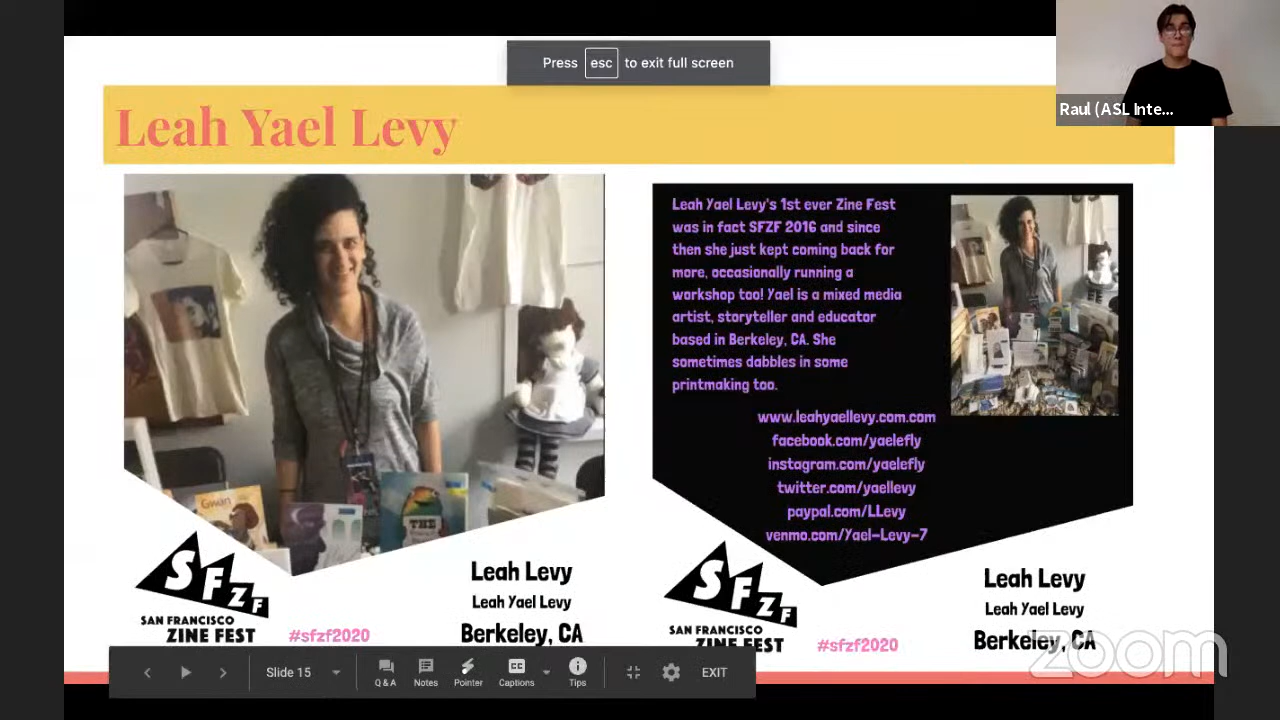 Press esc to exit full screen
Raul (ASL Inte...
Leah Yael Levy
Gwan
THE
SFZF
SAN FRANCISCO
ZINE FEST
#sfzf2020
Leah Levy
Leah Yael Levy
Berkeley, CA
Leah Yael Levy's 1st ever Zine Fest
was in fact SFZF 2016 and since
then she just kept coming back for
more, occasionally running a
workshop too! Yael is a mixed media
artist, storyteller and educator
based in Berkeley, CA. She
sometimes dabbles in some
printmaking too.
www.leahyaellevy.com.com
facebook.com/yaelefly
instagram.com/yaelefly
twitter.com/yaellevy
paypal.com/LLevy
venmo.com/Yael-Levy-7
SFZF
SAN FRANCISCO
ZINE FEST
#sfzf2020
Leah Levy
Leah Yael Levy
Berkeley, CA
zoom
Slide 15
Q & A
Notes
Pointer
CC
Captions
Tips
EXIT